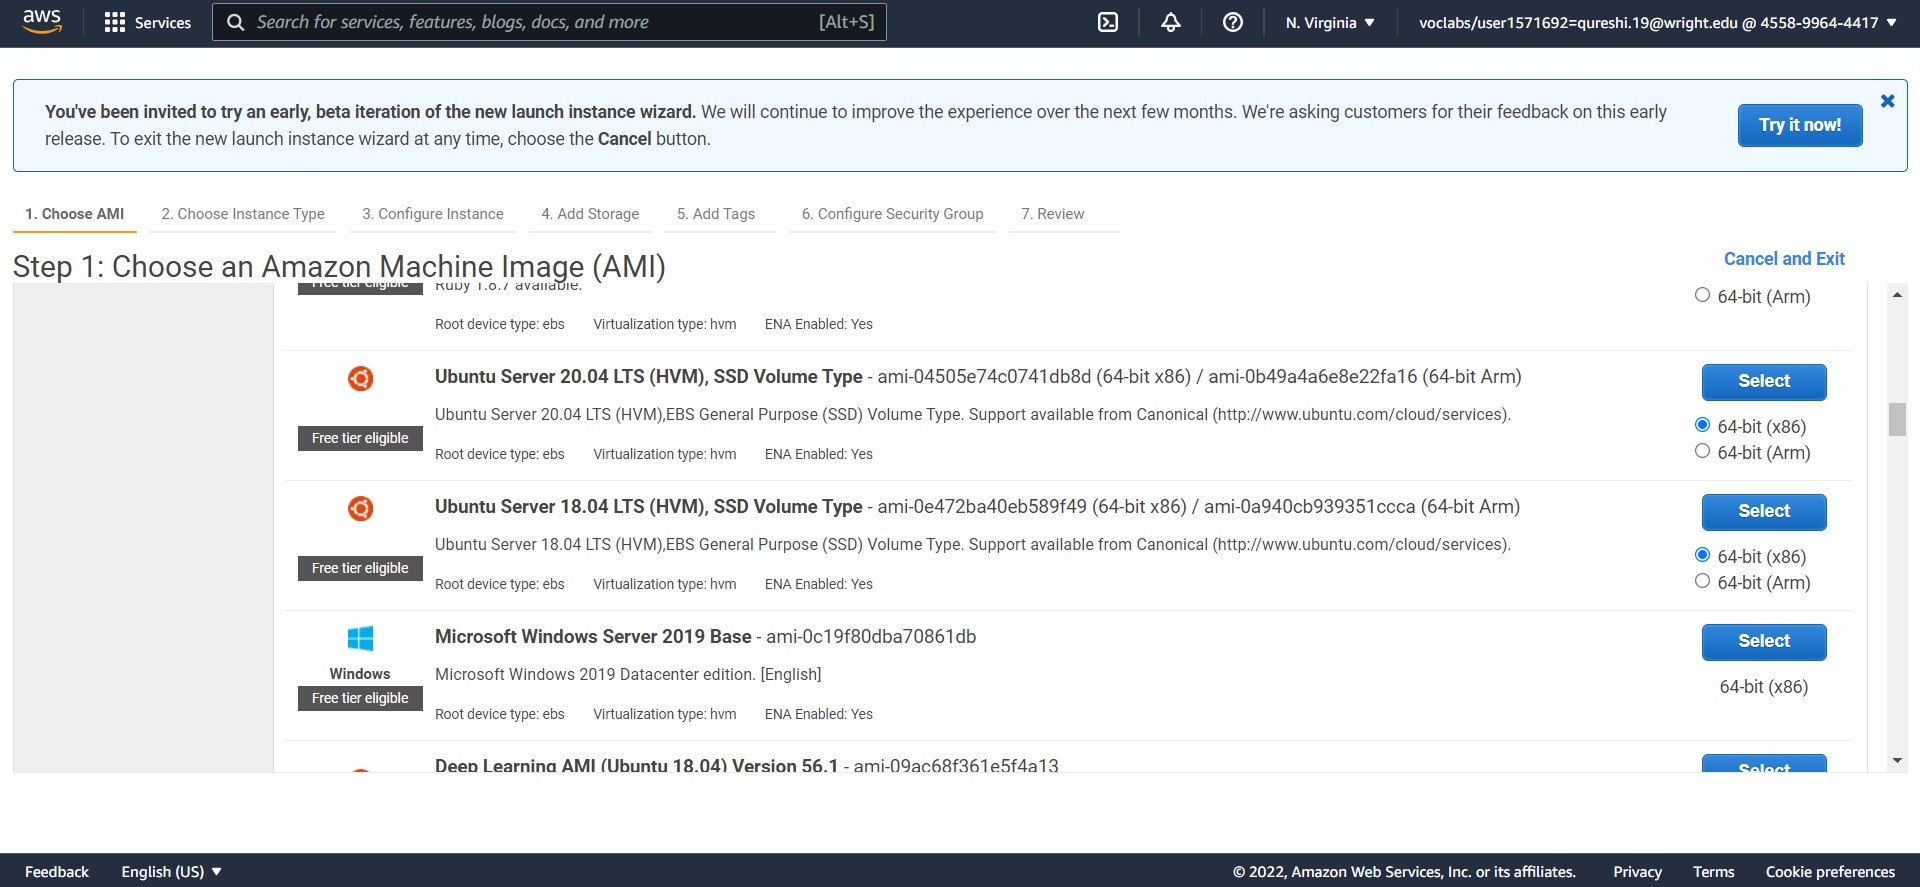 aws
Services
Search for services, features, blogs, docs, and more
[Alt+S]
N. Virginia
voclabs/user1571692=qureshi.19@wright.edu @ 4558-9964-4417
You've been invited to try an early, beta iteration of the new launch instance wizard. We will continue to improve the experience over the next few months. We're asking customers for their feedback on this early
release. To exit the new launch instance wizard at any time, choose the Cancel button.
Try it now!
1. Choose AMI
2. Choose Instance Type
3. Configure Instance
4. Add Storage
5. Add Tags
6. Configure Security Group
7. Review
Step 1: Choose an Amazon Machine Image (AMI)
Cancel and Exit
Free tier eligible
Ruby 1.8.7 available.
64-bit (Arm)
Root device type: ebs Virtualization type: hvm ENA Enabled: Yes
Ubuntu Server 20.04 LTS (HVM), SSD Volume Type - ami-04505e74c0741db8d (64-bit x86) / ami-0b49a4a6e8e22fa16 (64-bit Arm)
Select
Ubuntu Server 20.04 LTS (HVM),EBS General Purpose (SSD) Volume Type. Support available from Canonical (http://www.ubuntu.com/cloud/services).
64-bit (x86)
Free tier eligible
64-bit (Arm)
Root device type: ebs Virtualization type: hvm ENA Enabled: Yes
Ubuntu Server 18.04 LTS (HVM), SSD Volume Type - ami-0e472ba40eb589f49 (64-bit x86) / ami-0a940cb939351ccca (64-bit Arm)
Select
Ubuntu Server 18.04 LTS (HVM),EBS General Purpose (SSD) Volume Type. Support available from Canonical (http://www.ubuntu.com/cloud/services).
64-bit (x86)
Free tier eligible
64-bit (Arm)
Root device type: ebs Virtualization type: hvm ENA Enabled: Yes
Microsoft Windows Server 2019 Base - ami-0c19f80dba70861db
Select
Windows
Microsoft Windows 2019 Datacenter edition. [English]
64-bit (x86)
Free tier eligible
Root device type: ebs Virtualization type: hvm ENA Enabled: Yes
Deep Learning AMI (Ubuntu 18.04) Version 56.1 - ami-09ac68f361e5f4a13
Select
Feedback
English (US)
© 2022, Amazon Web Services, Inc. or its affiliates.
Privacy
Terms
Cookie preferences